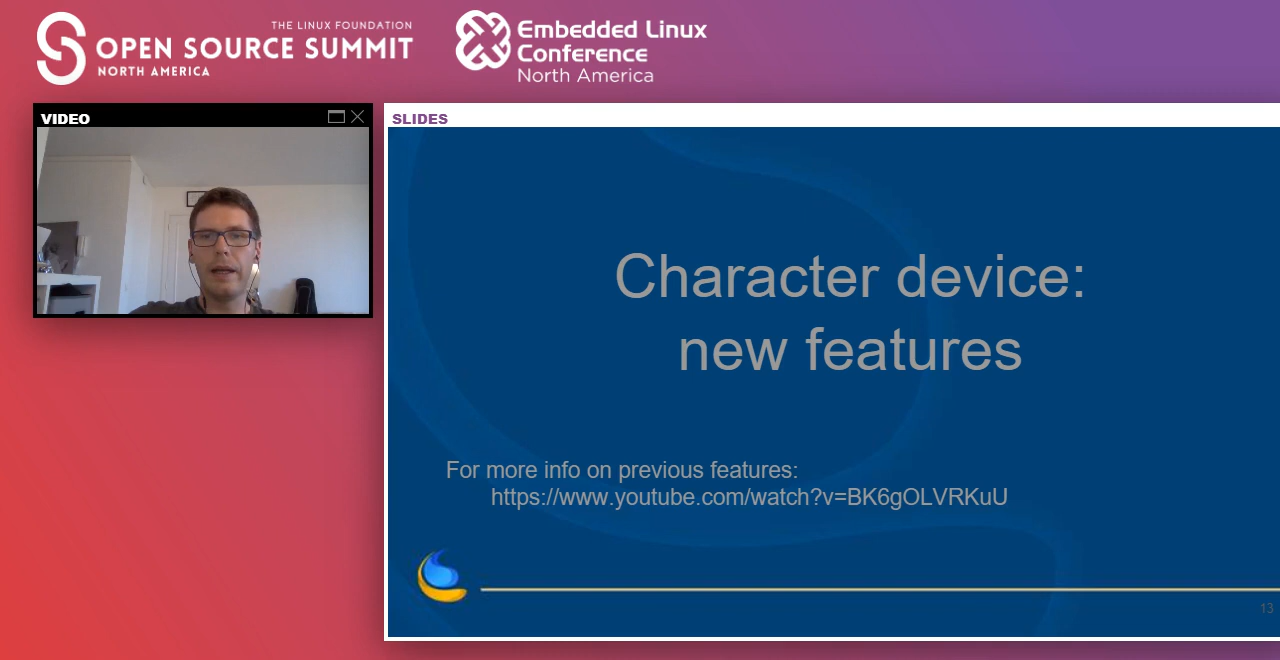 THE LINUX FOUNDATION
OPEN SOURCE SUMMIT
NORTH AMERICA
Embedded Linux
Conference
North America
VIDEO
SLIDES
Character device:
new features
For more info on previous features:
https://www.youtube.com/watch?v=BK6gOLVRKuU
13